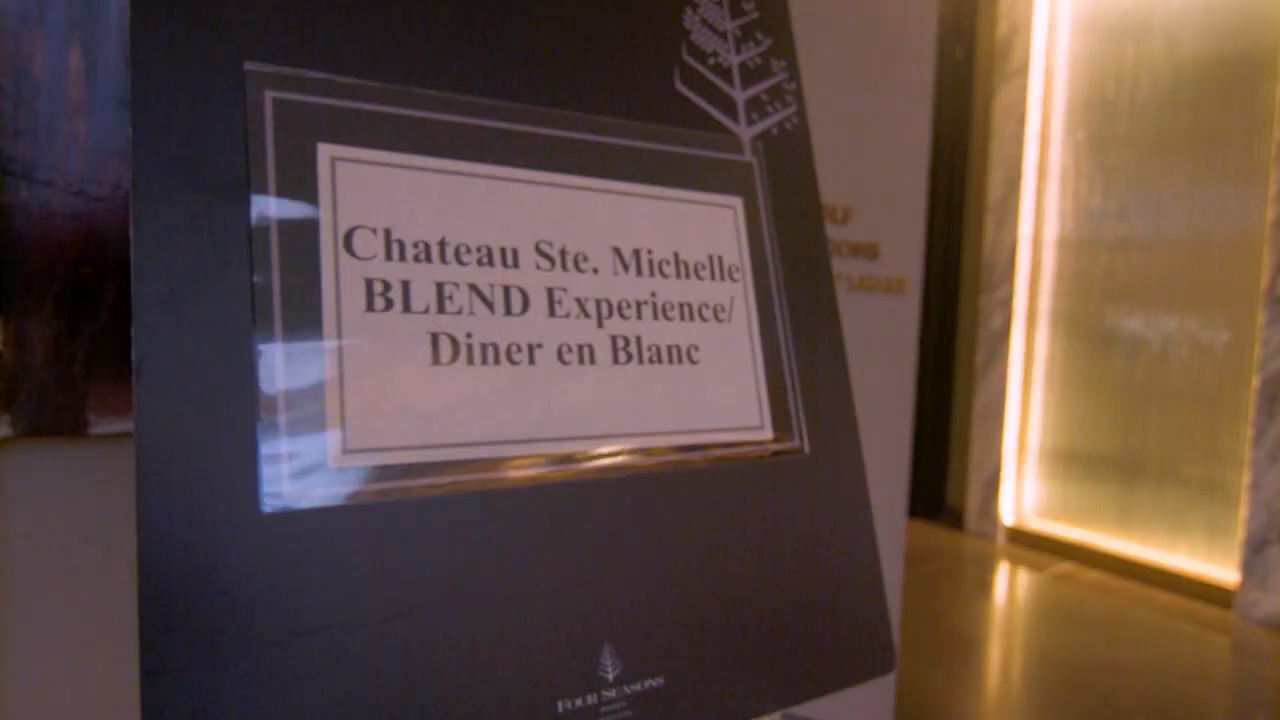 Chateau Ste. Michelle
BLEND Experience/
Diner en Blanc
FOUR SEASONS